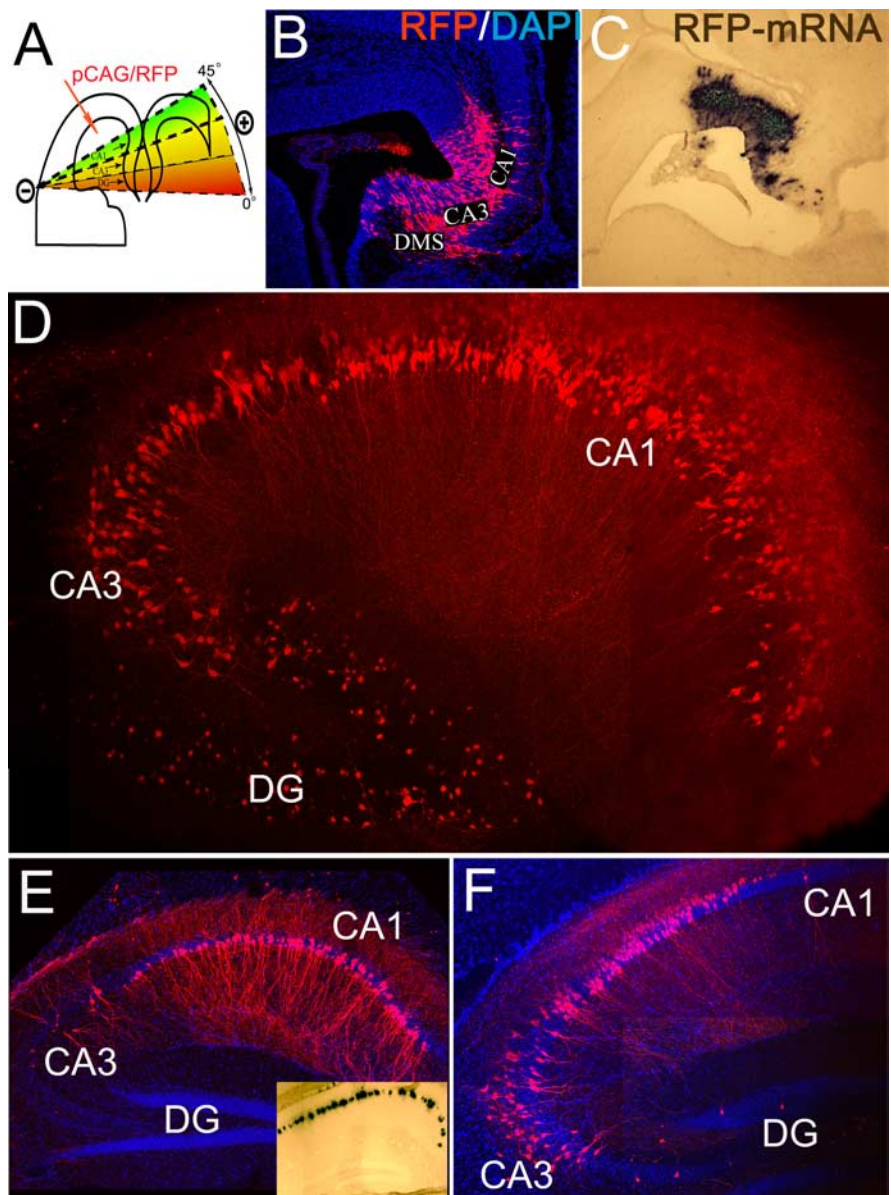 A
pCAG/RFP
45°
+
CA1
CA3
DG
−
0°
B
RFP/DAPI
CA1
CA3
DMS
C
RFP-mRNA
D
CA1
CA3
DG
E
CA1
CA3
DG
F
CA1
DG
CA3